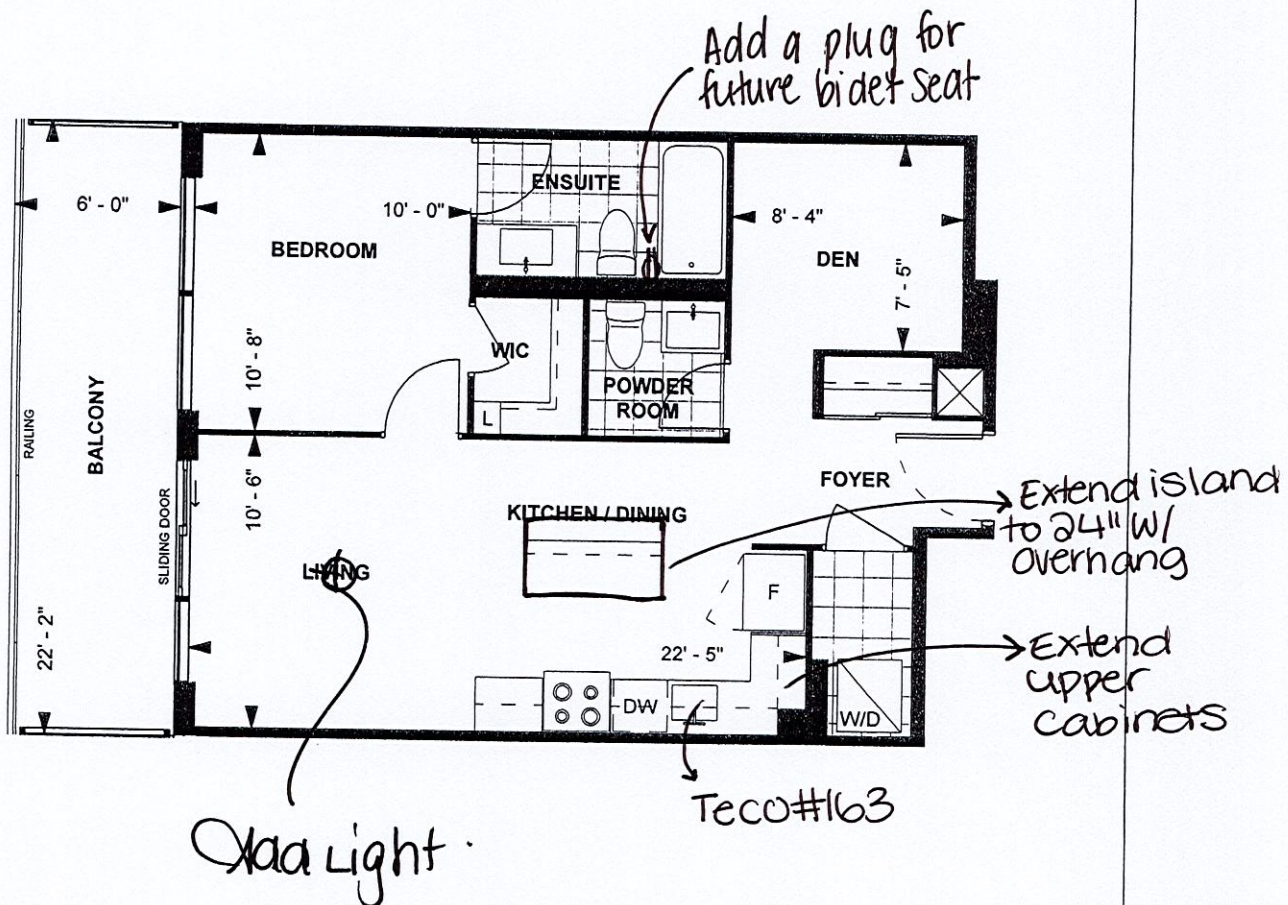 Add a plug for
future bidet seat
ENSUITE
6' - 0"
10' - 0"
8' - 4"
BEDROOM
DEN
7' - 5"
WIC
10' - 8"
POWDER
ROOM
L
BALCONY
RAILING
FOYER
10' - 6"
SLIDING DOOR
KITCHEN / DINING
Extend island
to 24" W/
overhang
LIVING
F
22' - 2"
22' - 5"
Extend
upper
cabinets
DW
W/D
Teco#163
Add Light.